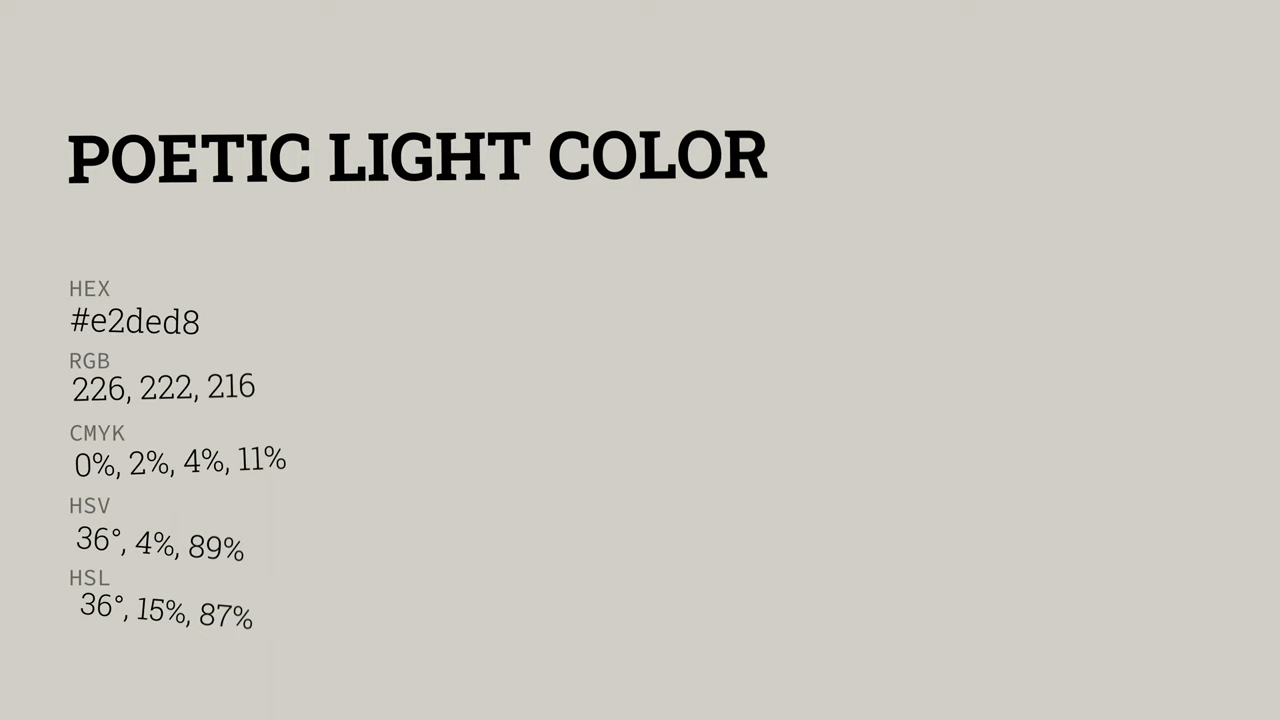 POETIC LIGHT COLOR
HEX
#e2ded8
RGB
226, 222, 216
CMYK
0%, 2%, 4%, 11%
HSV
36°, 4%, 89%
HSL
36°, 15%, 87%